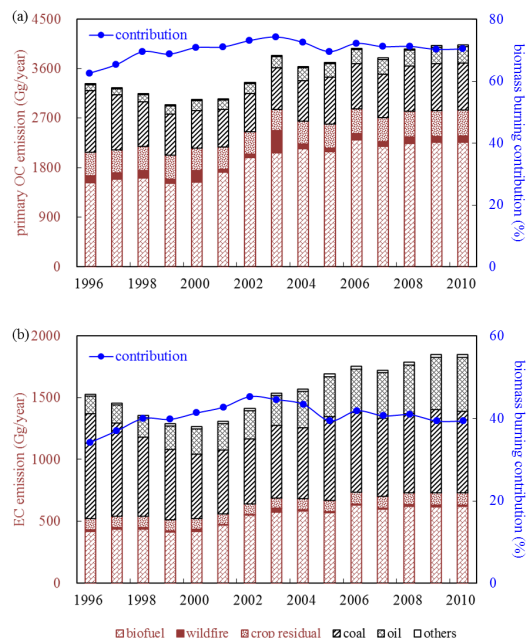 (a)
4500
3600
2700
1800
900
0
primary OC emission (Gg/year)
contribution
80
60
40
20
0
biomass burning contribution (%)
1996 1998 2000 2002 2004 2006 2008 2010
(b)
2000
1500
1000
500
0
EC emission (Gg/year)
contribution
60
40
20
0
biomass burning contribution (%)
1996 1998 2000 2002 2004 2006 2008 2010
biofuel wildfire crop residual coal oil others